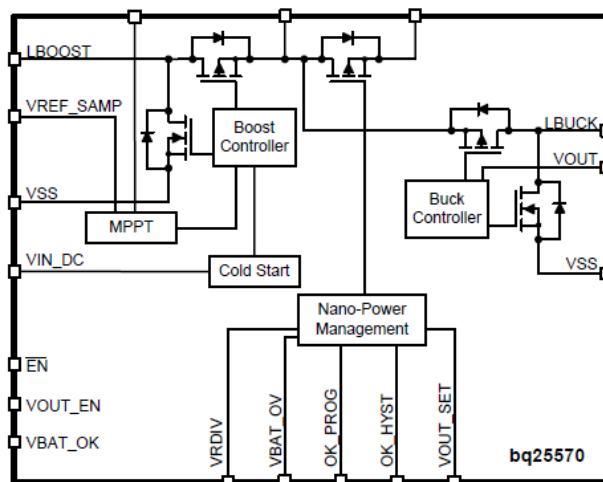 LBOOST
VREF_SAMP
Boost
Controller
LBUCK
VOUT
VSS
Buck
Controller
MPPT
VIN_DC
Cold Start
VSS
Nano-Power
Management
EN
VOUT_EN
VBAT_OK
VRDIV
VBAT_OV
OK_PROG
OK_HYST
VOUT_SET
bq25570